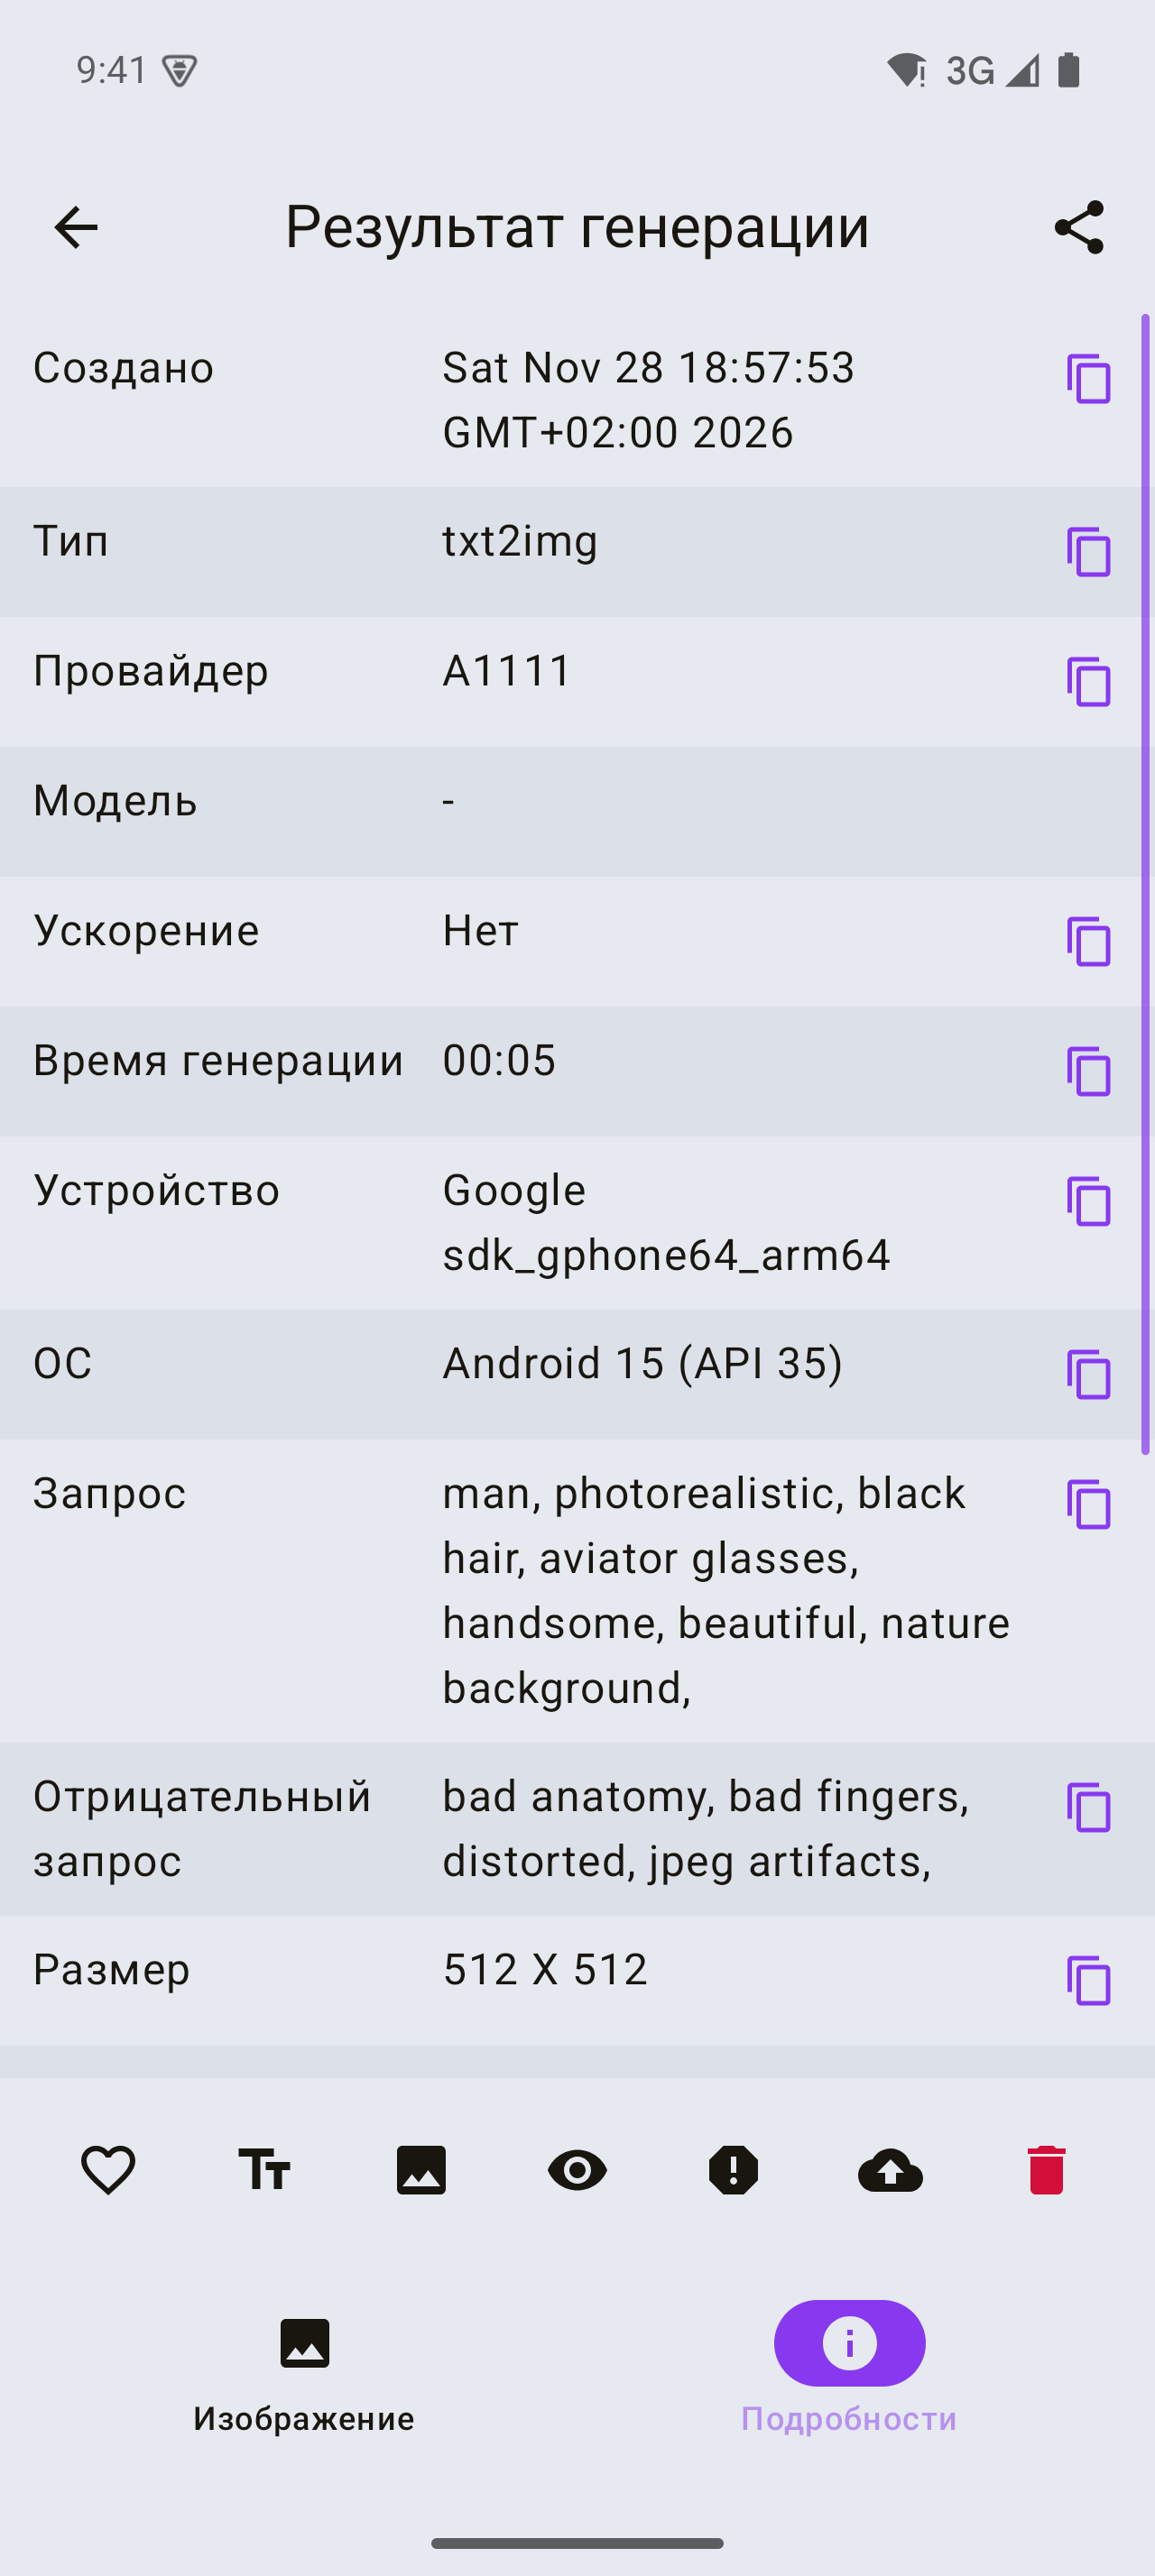 9:41
3G
Результат генерации
Создано
Sat Nov 28 18:57:53
GMT+02:00 2026
Тип
txt2img
Провайдер
A1111
Модель
-
Ускорение
Нет
Время генерации
00:05
Устройство
Google
sdk_gphone64_arm64
ОС
Android 15 (API 35)
Запрос
man, photorealistic, black
hair, aviator glasses,
handsome, beautiful, nature
background,
Отрицательный
запрос
bad anatomy, bad fingers,
distorted, jpeg artifacts,
Размер
512 X 512
Изображение
Подробности